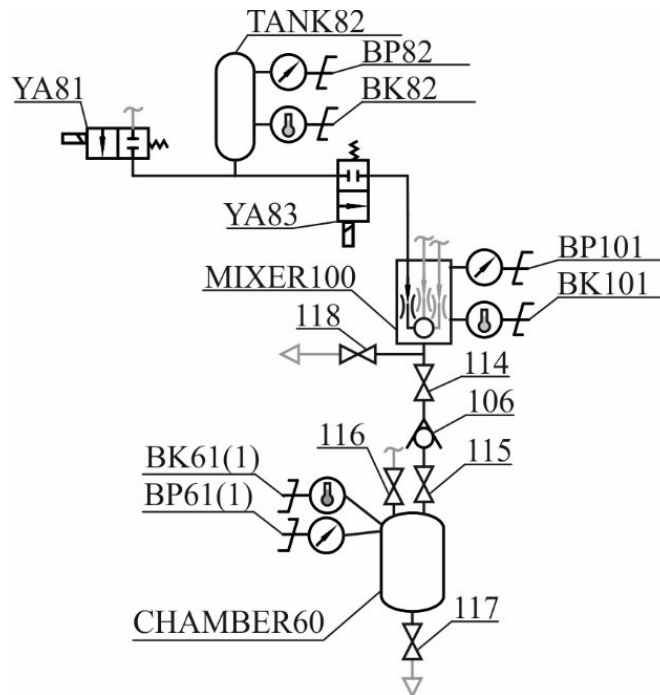 TANK82
BP82
YA81
BK82
YA83
BP101
MIXER100
BK101
118
114
106
116
115
BK61(1)
BP61(1)
CHAMBER60
117